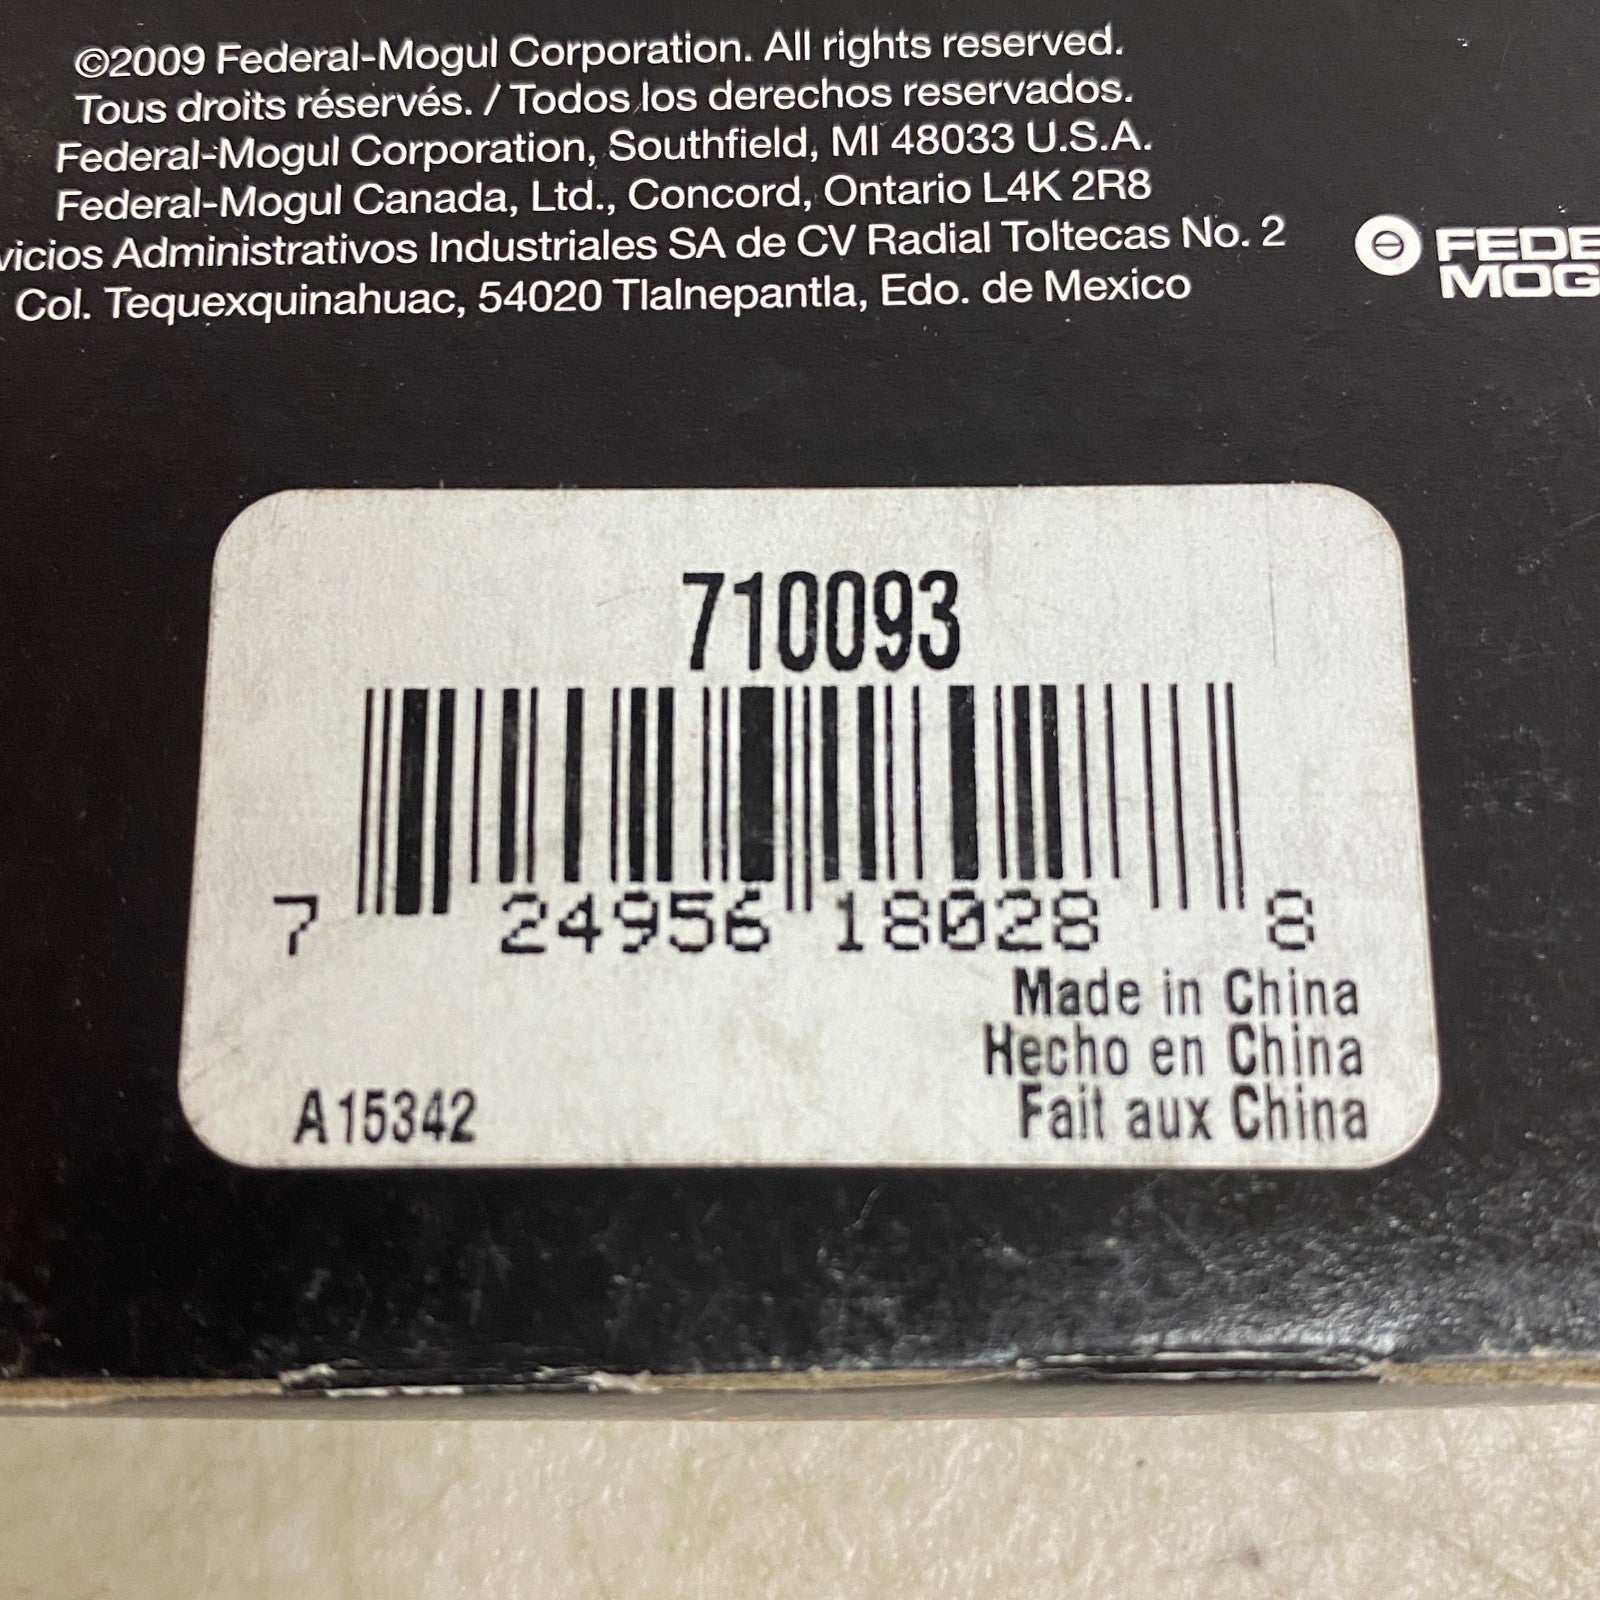 ©2009 Federal-Mogul Corporation. All rights reserved.
Tous droits réservés. / Todos los derechos reservados.
Federal-Mogul Corporation, Southfield, MI 48033 U.S.A.
Federal-Mogul Canada, Ltd., Concord, Ontario L4K 2R8
vicios Administrativos Industriales SA de CV Radial Toltecas No. 2
Col. Tequexquinahuac, 54020 Tlalnepantla, Edo. de Mexico
FEDE
MOG
710093
7 24956 18028 8
Made in China
Hecho en China
Fait aux China
A15342